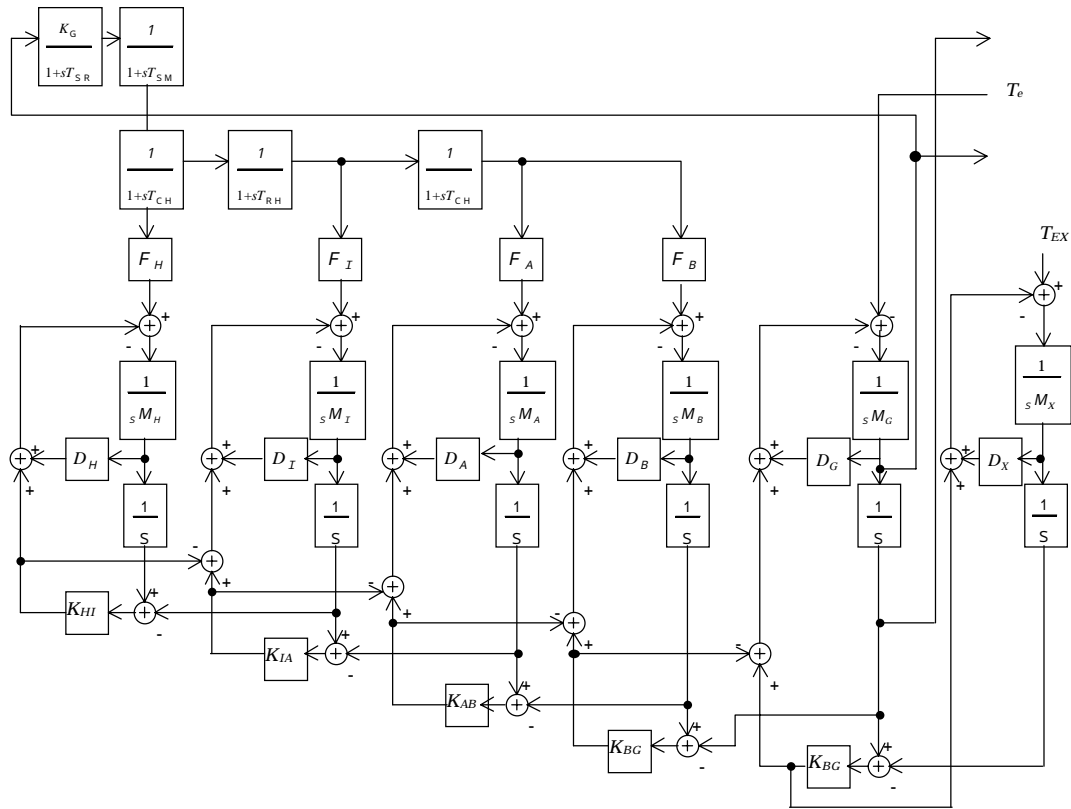 K_G
1+sT_SR
1
1+sT_SM
T_e
1
1+sT_CH
1
1+sT_RH
1
1+sT_CH
F_H
F_I
F_A
F_B
T_EX
+
+
+
+
-
+
-
-
-
-
-
-
1
sM_H
1
sM_I
1
sM_A
1
sM_B
1
sM_G
1
sM_X
+
+
+
+
+
+
+
D_H
D_I
D_A
D_B
D_G
D_X
+
+
+
+
+
+
1
S
1
S
1
S
1
S
1
S
1
S
-
+
-
+
K_HI
+
-
-
+
K_IA
+
-
-
+
K_AB
+
-
K_BG
+
-
K_BG
+
-